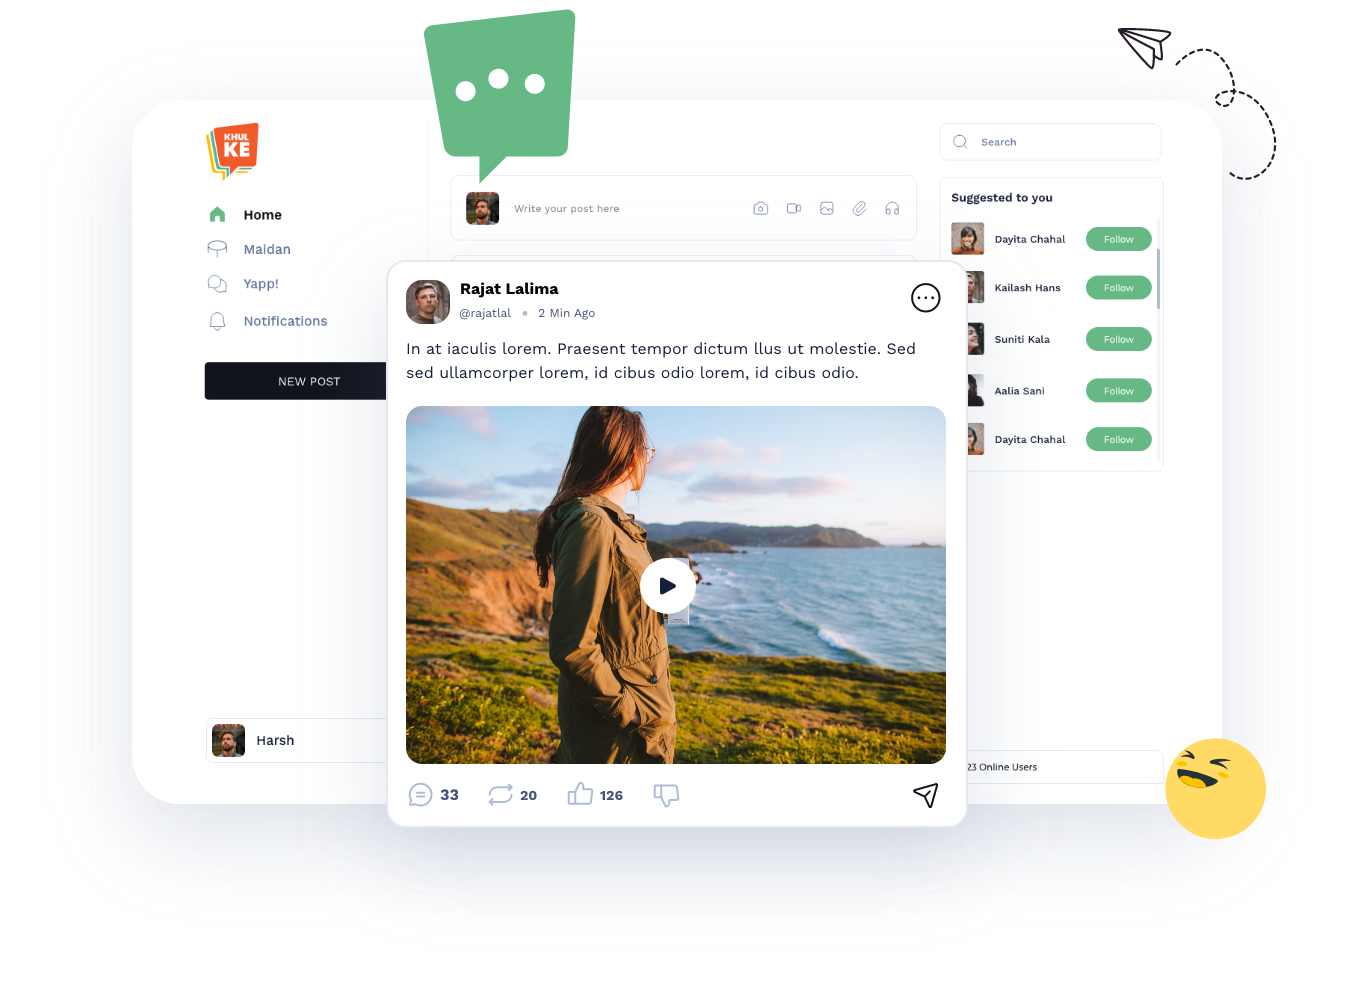 KHUL
KE
Home
Maidan
Yapp!
Notifications
NEW POST
Harsh
Write your post here
Rajat Lalima
@rajatlal 2 Min Ago
In at iaculis lorem. Praesent tempor dictum llus ut molestie. Sed
sed ullamcorper lorem, id cibus odio lorem, id cibus odio.
33 20 126
Search
Suggested to you
Dayita Chahal Follow
Kailash Hans Follow
Suniti Kala Follow
Aalia Sani Follow
Dayita Chahal Follow
23 Online Users